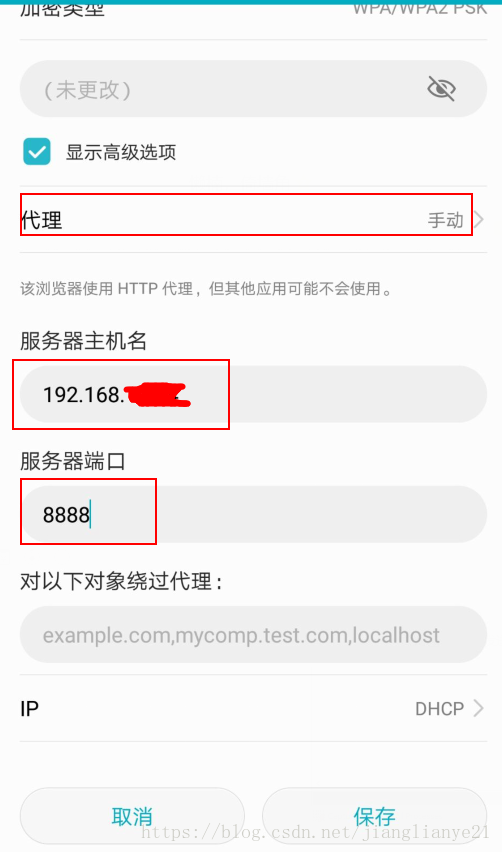 加密类型 WPA/WPA2 PSK
(未更改)
显示高级选项
代理 手动
该浏览器使用 HTTP 代理，但其他应用可能不会使用。
服务器主机名
192.168.
服务器端口
8888
对以下对象绕过代理：
example.com,mycomp.test.com,localhost
IP DHCP
取消 保存
https://blog.csdn.net/jianglianye21